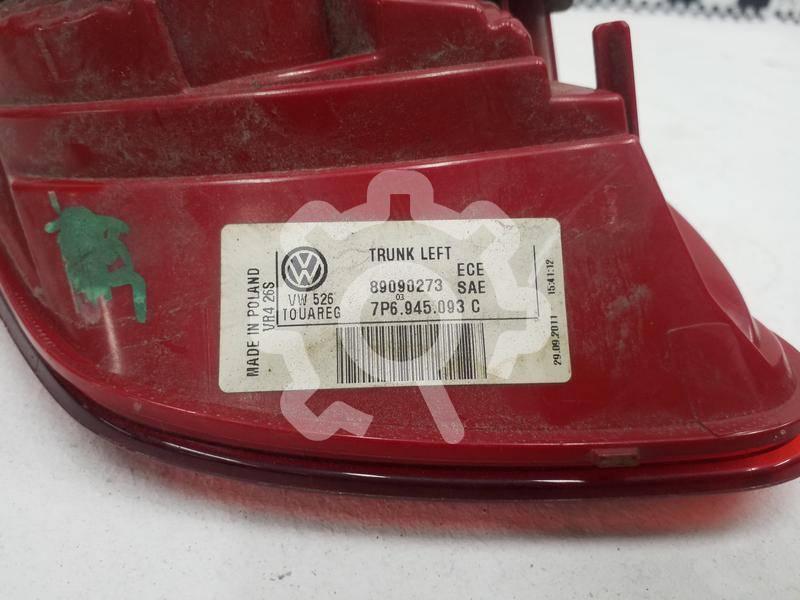 TRUNK LEFT
ECE
89090273 SAE
03
7P6.945.093 C
VW 526
TOUAREG
MADE IN POLAND
VR4 26S
29.09.2011 15:41:12